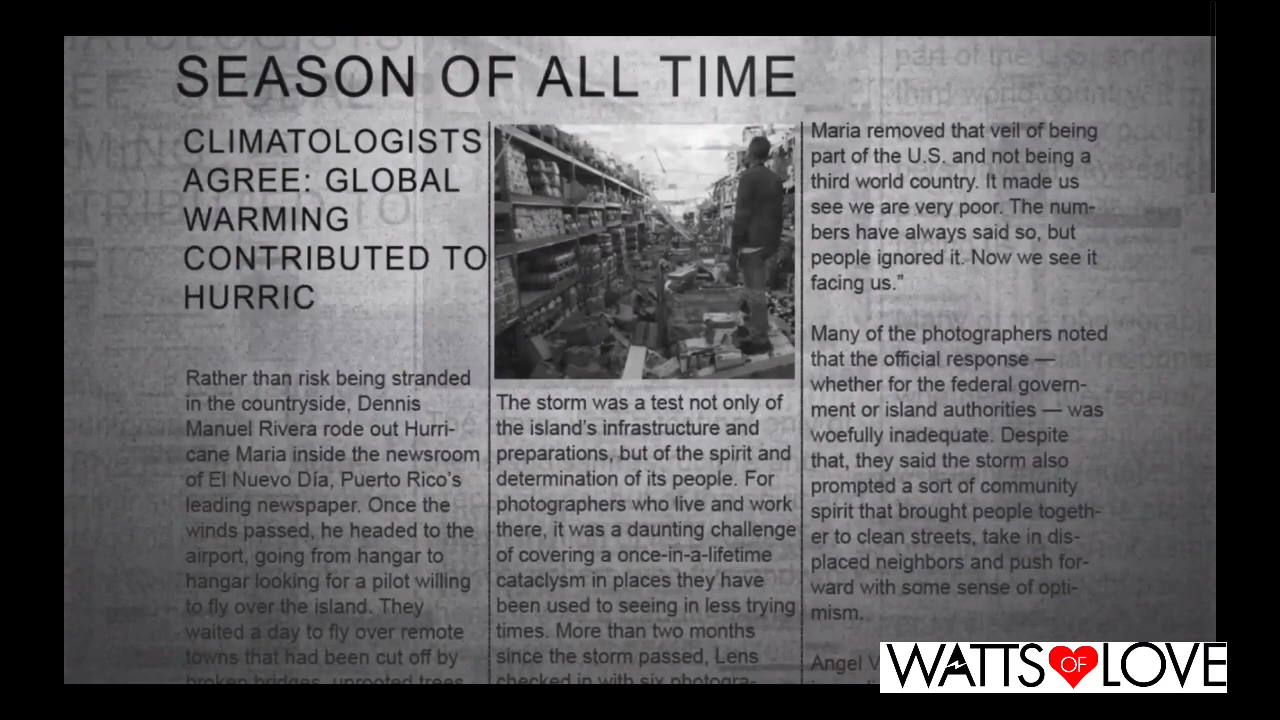 SEASON OF ALL TIME
CLIMATOLOGISTS
AGREE: GLOBAL
WARMING
CONTRIBUTED TO
HURRIC
Rather than risk being stranded
in the countryside, Dennis
Manuel Rivera rode out Hurri-
cane Maria inside the newsroom
of El Nuevo Día, Puerto Rico's
leading newspaper. Once the
winds passed, he headed to the
airport, going from hangar to
hangar looking for a pilot willing
to fly over the island. They
waited a day to fly over remote
towns that had been cut off by
broken bridges, uprooted trees
The storm was a test not only of
the island's infrastructure and
preparations, but of the spirit and
determination of its people. For
photographers who live and work
there, it was a daunting challenge
of covering a once-in-a-lifetime
cataclysm in places they have
been used to seeing in less trying
times. More than two months
since the storm passed, Lens
checked in with six photogra-
Maria removed that veil of being
part of the U.S. and not being a
third world country. It made us
see we are very poor. The num-
bers have always said so, but
people ignored it. Now we see it
facing us.”
Many of the photographers noted
that the official response —
whether for the federal govern-
ment or island authorities — was
woefully inadequate. Despite
that, they said the storm also
prompted a sort of community
spirit that brought people togeth-
er to clean streets, take in dis-
placed neighbors and push for-
ward with some sense of opti-
mism.
Angel V
WATTS OF LOVE